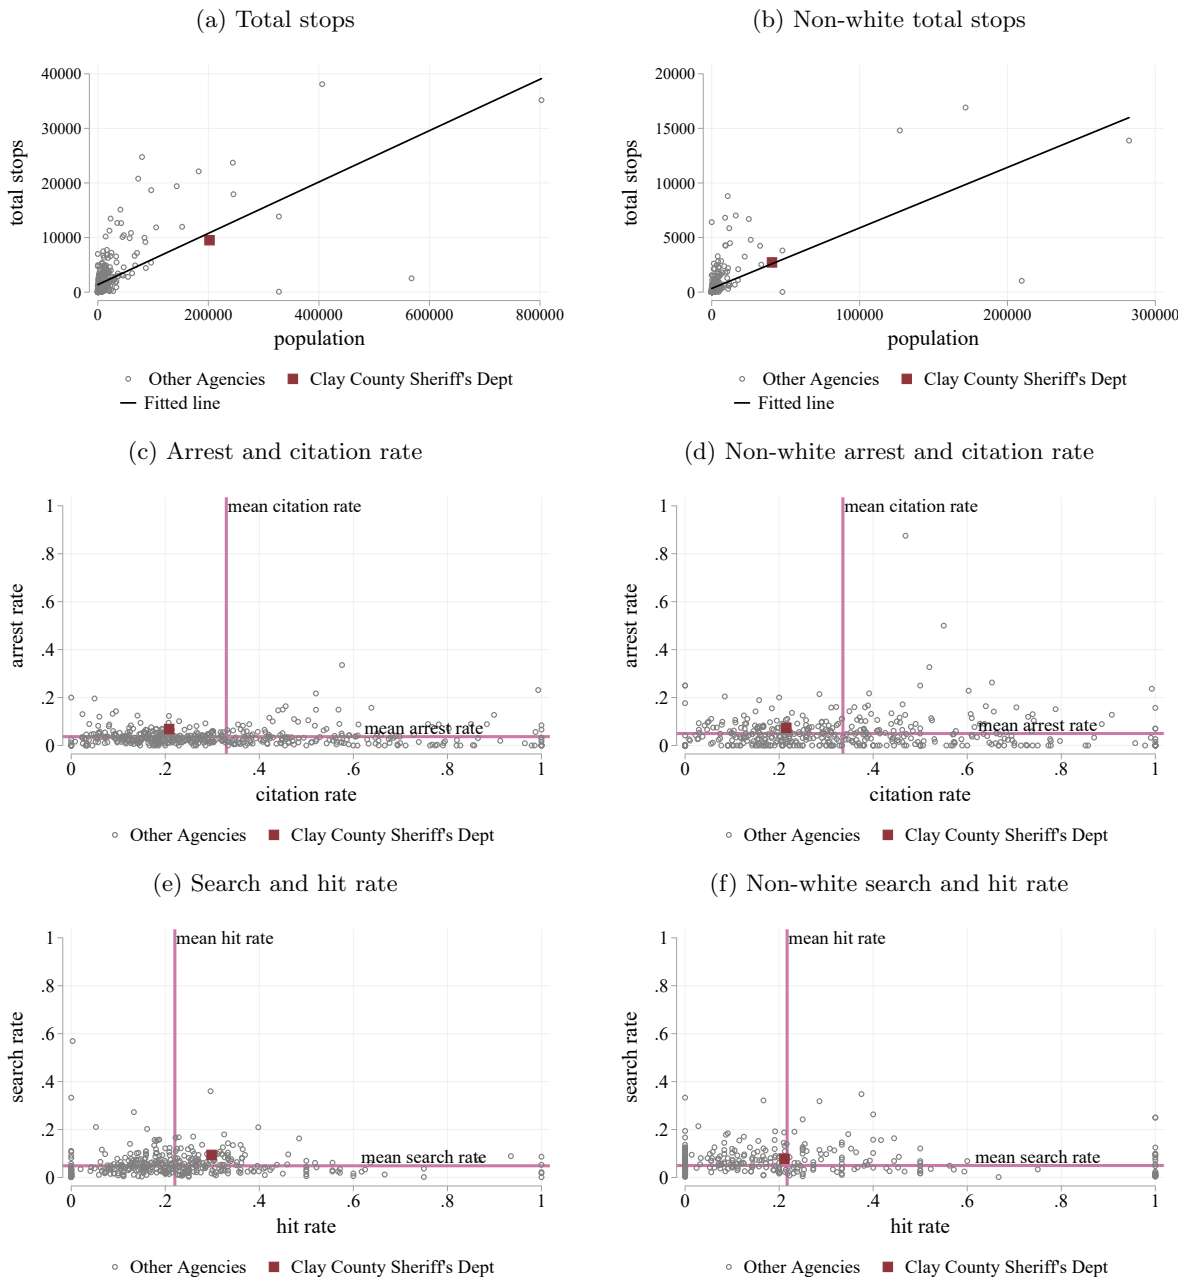 (a) Total stops
(b) Non-white total stops
40000
30000
20000
10000
0
total stops
0 200000 400000 600000 800000
population
Other Agencies Clay County Sheriff's Dept
Fitted line
20000
15000
10000
5000
0
total stops
0 100000 200000 300000
population
Other Agencies Clay County Sheriff's Dept
Fitted line
(c) Arrest and citation rate
(d) Non-white arrest and citation rate
1
.8
.6
.4
.2
0
arrest rate
mean citation rate
mean arrest rate
0 .2 .4 .6 .8 1
citation rate
Other Agencies Clay County Sheriff's Dept
1
.8
.6
.4
.2
0
arrest rate
mean citation rate
mean arrest rate
0 .2 .4 .6 .8 1
citation rate
Other Agencies Clay County Sheriff's Dept
(e) Search and hit rate
(f) Non-white search and hit rate
1
.8
.6
.4
.2
0
search rate
mean hit rate
mean search rate
0 .2 .4 .6 .8 1
hit rate
Other Agencies Clay County Sheriff's Dept
1
.8
.6
.4
.2
0
search rate
mean hit rate
mean search rate
0 .2 .4 .6 .8 1
hit rate
Other Agencies Clay County Sheriff's Dept